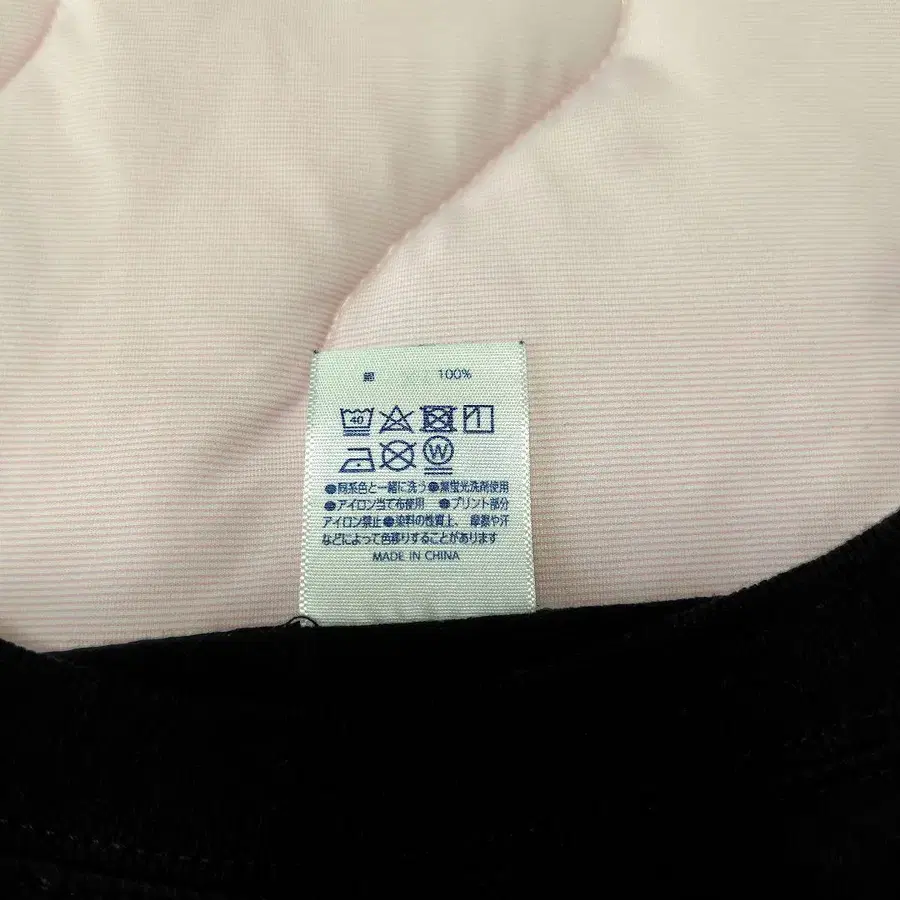 綿 100%
40
W
●同系色と一緒に洗う●無蛍光洗剤使用
●アイロン当て布使用 ●プリント部分
アイロン禁止●染料の性質上、摩擦や汗
などによって色移りすることがあります
MADE IN CHINA